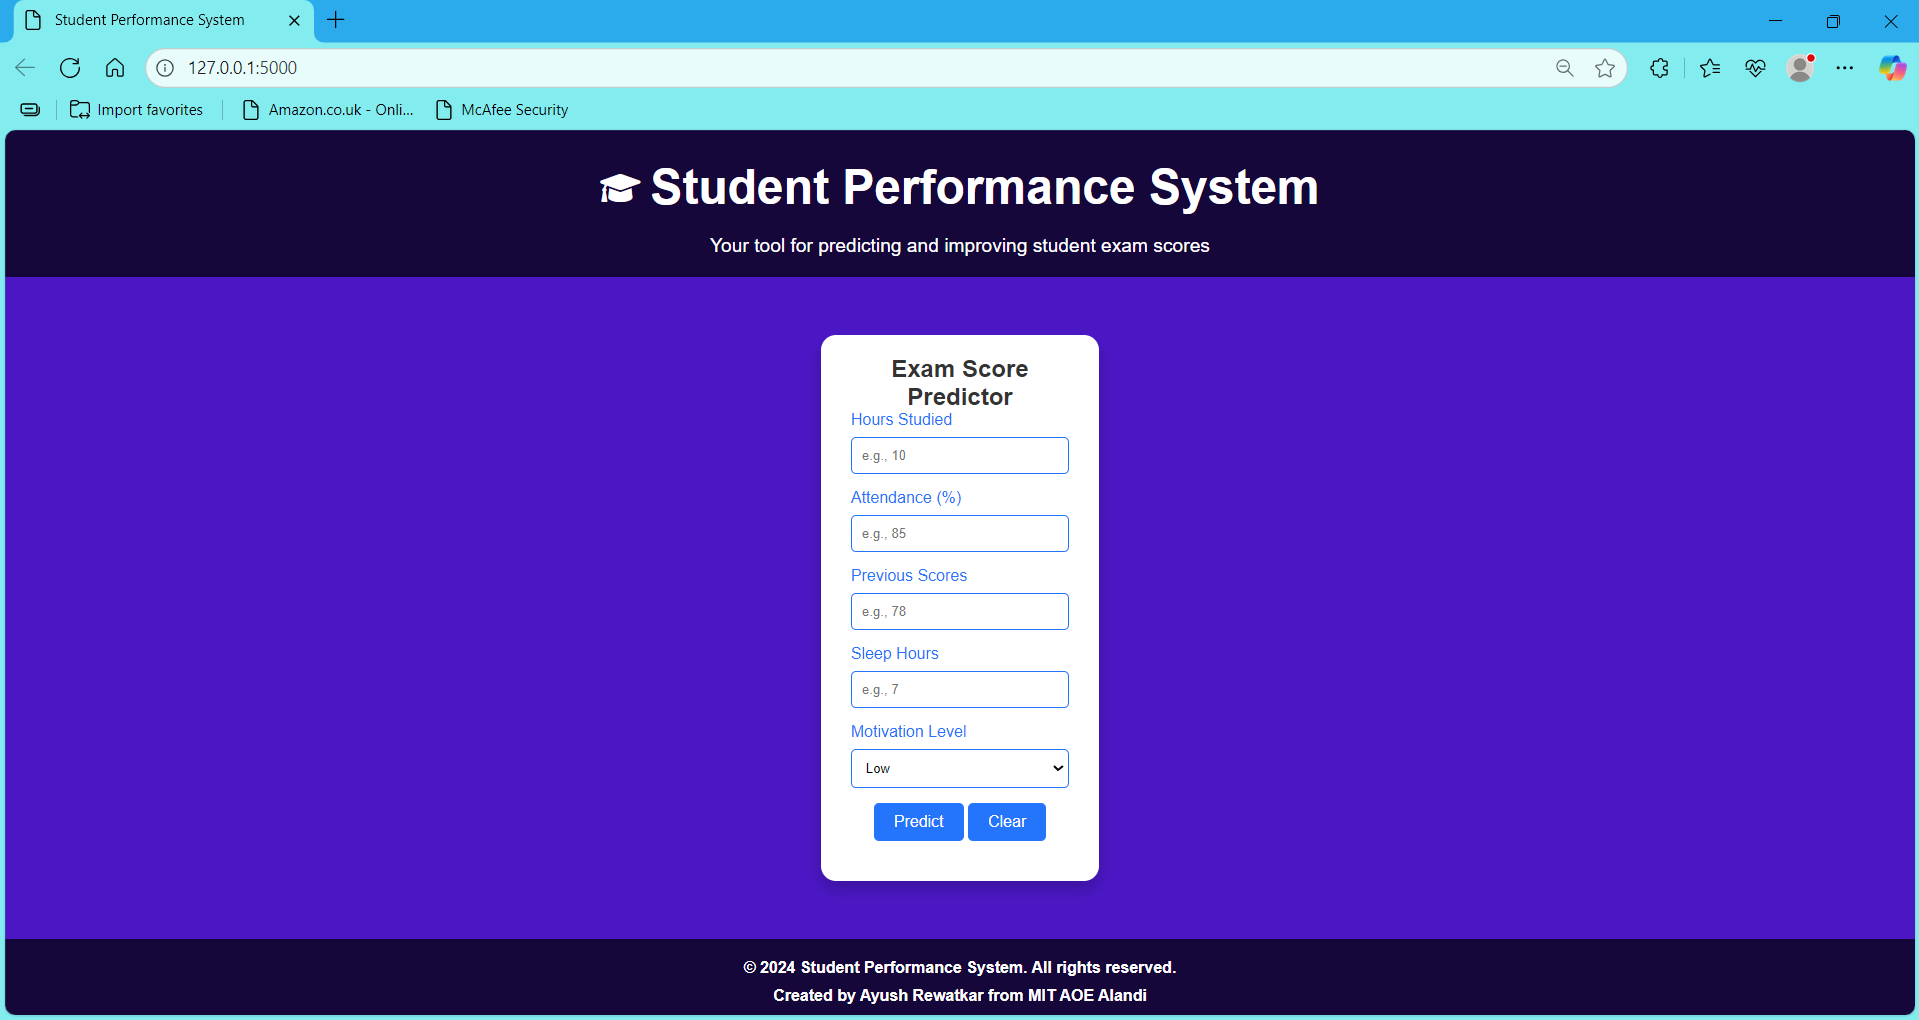 Student Performance System
127.0.0.1:5000
Import favorites
Amazon.co.uk - Onli...
McAfee Security
Student Performance System
Your tool for predicting and improving student exam scores
Exam Score
Predictor
Hours Studied
e.g., 10
Attendance (%)
e.g., 85
Previous Scores
e.g., 78
Sleep Hours
e.g., 7
Motivation Level
Low
Predict
Clear
© 2024 Student Performance System. All rights reserved.
Created by Ayush Rewatkar from MIT AOE Alandi